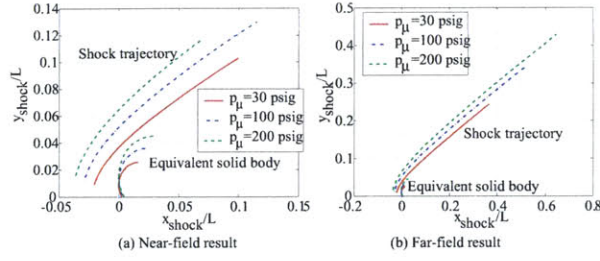 0.14
0.12
0.1
0.08
0.06
0.04
0.02
0
-0.05
0
0.05
0.1
0.15
y_shock/L
x_shock/L
Shock trajectory
p_μ=30 psig
p_μ=100 psig
p_μ=200 psig
Equivalent solid body
(a) Near-field result
0.5
0.4
0.3
0.2
0.1
0
-0.2
0
0.2
0.4
0.6
0.8
y_shock/L
x_shock/L
p_μ=30 psig
p_μ=100 psig
p_μ=200 psig
Shock trajectory
Equivalent solid body
(b) Far-field result